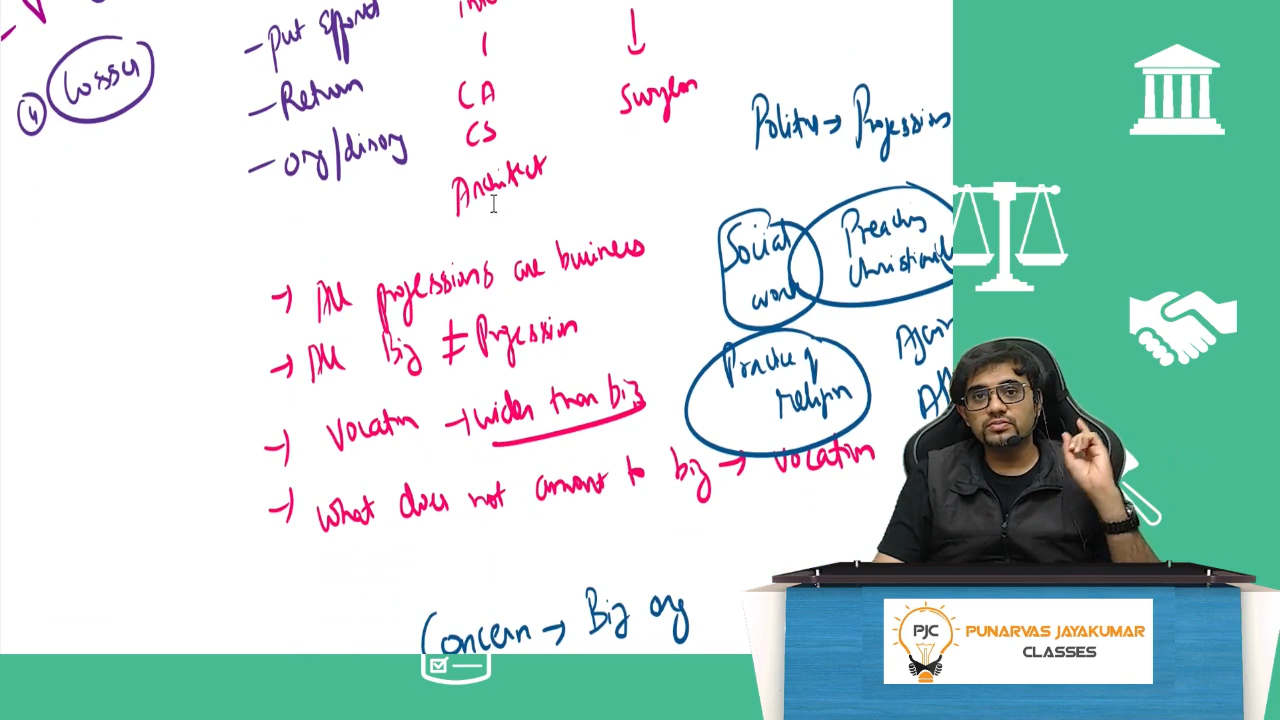 ④ Losses
- Put Efforts
- Return
- org/disorg
CA
CS
Architect
↓
Surgeon
Politics → Profession
Social work
Preaching Christianity
Practice of religion
→ All professions are business
→ All Biz ≠ Profession
→ Vocation → wider than biz
→ What does not amount to biz → Vocation
Concern → Biz org
PJC
PUNARVAS JAYAKUMAR
CLASSES